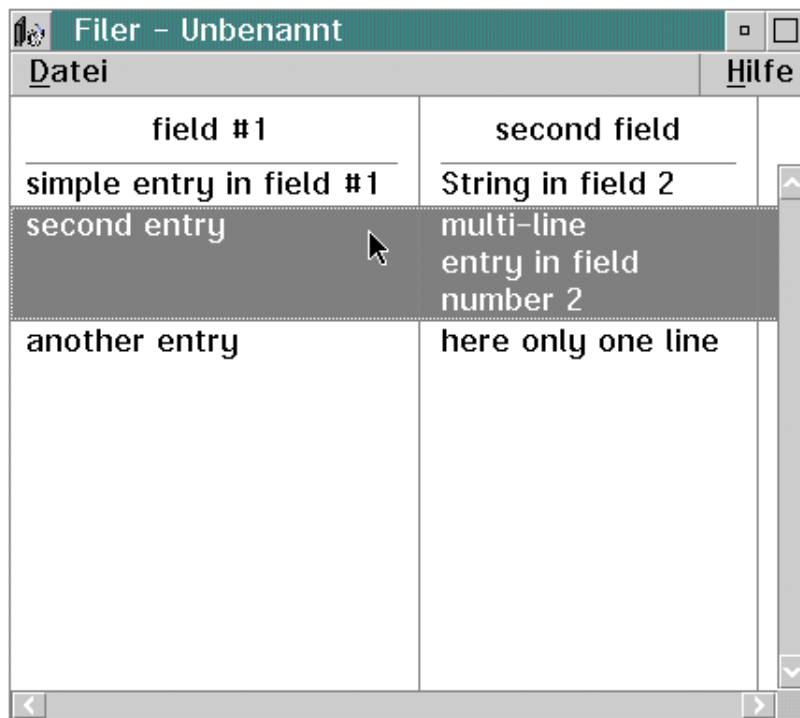 Filer - Unbenannt
Datei Hilfe
field #1 second field
simple entry in field #1 String in field 2
second entry multi-line
entry in field
number 2
another entry here only one line